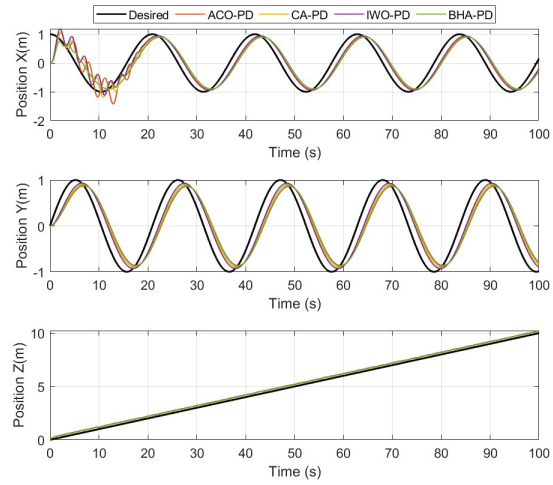 Desired ACO-PD CA-PD IWO-PD BHA-PD
Position X(m)
1
0
-1
-2
0 10 20 30 40 50 60 70 80 90 100
Time (s)
Position Y(m)
1
0
-1
0 10 20 30 40 50 60 70 80 90 100
Time (s)
Position Z(m)
10
5
0
0 10 20 30 40 50 60 70 80 90 100
Time (s)